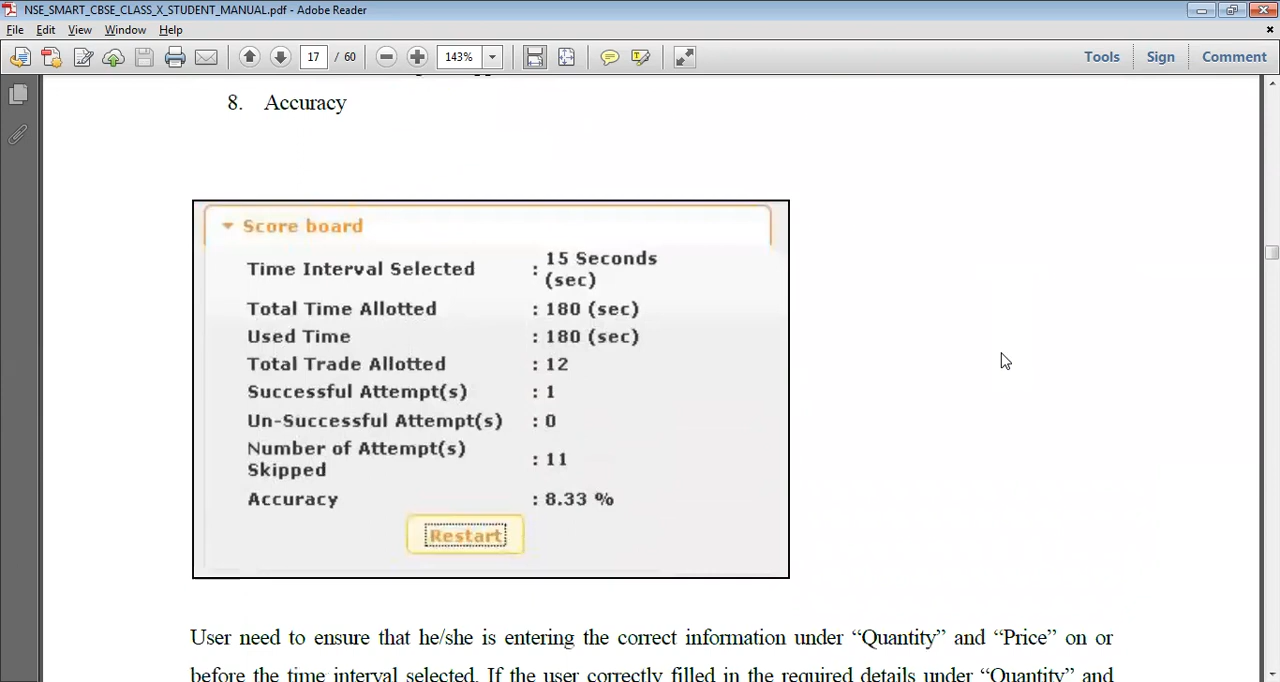 NSE_SMART_CBSE_CLASS_X_STUDENT_MANUAL.pdf - Adobe Reader
File Edit View Window Help
17 / 60 143% Tools Sign Comment
8. Accuracy
Score board
Time Interval Selected : 15 Seconds (sec)
Total Time Allotted : 180 (sec)
Used Time : 180 (sec)
Total Trade Allotted : 12
Successful Attempt(s) : 1
Un-Successful Attempt(s) : 0
Number of Attempt(s) Skipped : 11
Accuracy : 8.33 %
Restart
User need to ensure that he/she is entering the correct information under “Quantity” and “Price” on or
before the time interval selected. If the user correctly filled in the required details under “Quantity” and